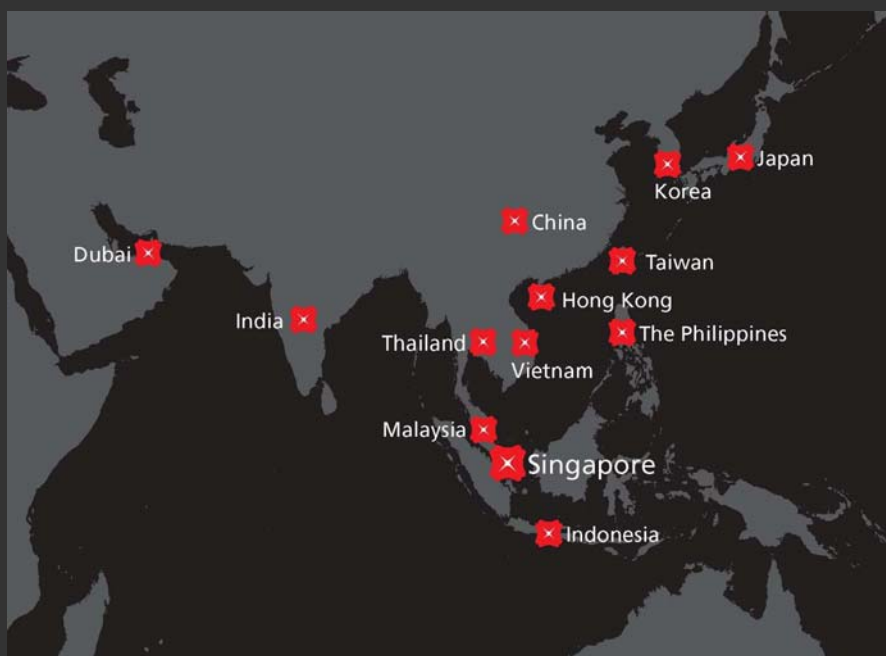 Japan
Korea
China
Dubai
Taiwan
Hong Kong
India
The Philippines
Thailand
Vietnam
Malaysia
Singapore
Indonesia